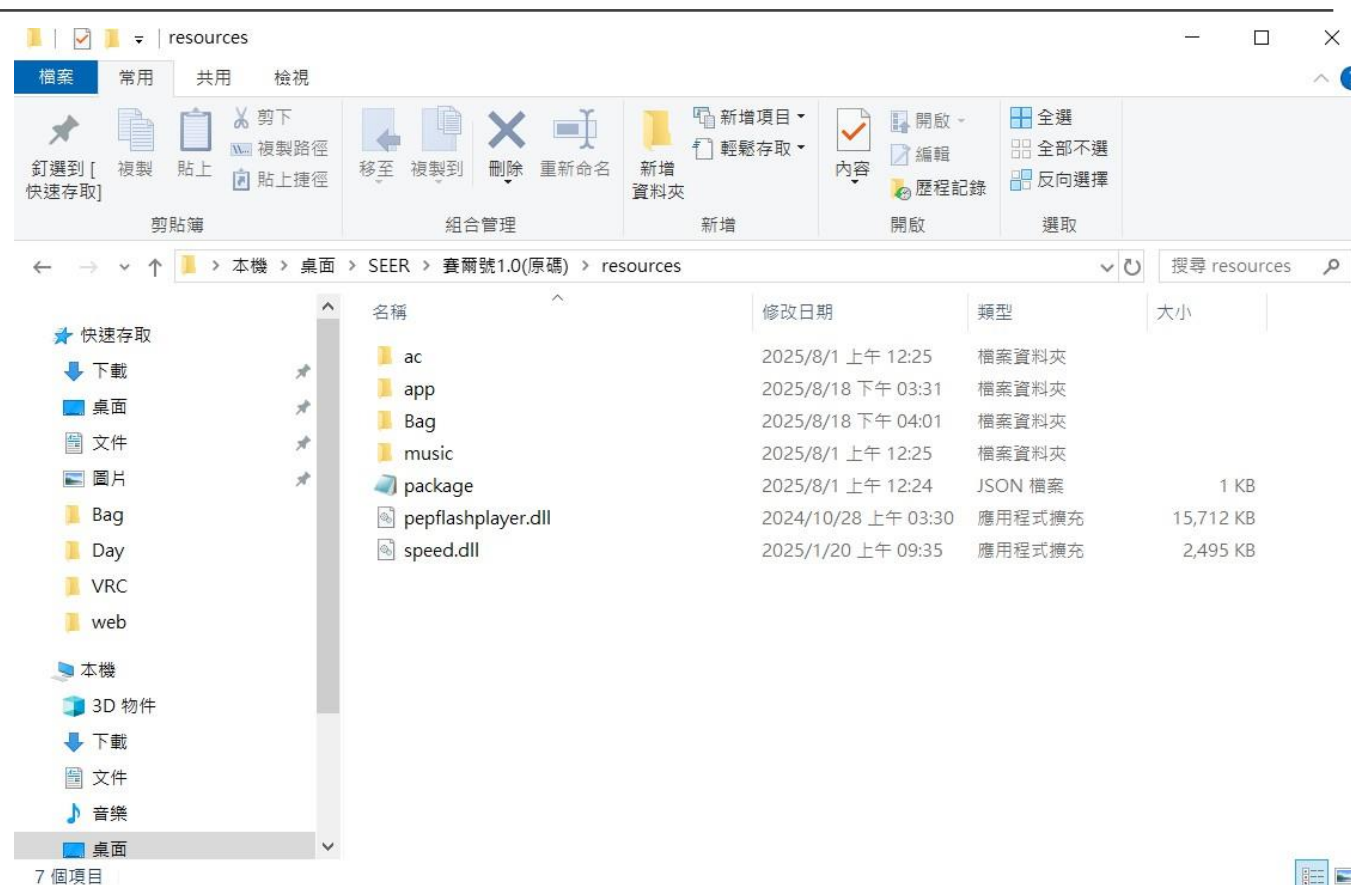 resources
檔案 常用 共用 檢視
釘選到 [
快速存取]
複製
貼上
剪下
複製路徑
貼上捷徑
剪貼簿
移至
複製到
刪除
重新命名
組合管理
新增
資料夾
新增項目
輕鬆存取
新增
內容
開啟
編輯
歷程記錄
開啟
全選
全部不選
反向選擇
選取
本機 > 桌面 > SEER > 賽爾號1.0(原碼) > resources
搜尋 resources
名稱 修改日期 類型 大小
快速存取
下載
桌面
文件
圖片
Bag
Day
VRC
web
本機
3D 物件
下載
文件
音樂
桌面
ac 2025/8/1 上午 12:25 檔案資料夾
app 2025/8/18 下午 03:31 檔案資料夾
Bag 2025/8/18 下午 04:01 檔案資料夾
music 2025/8/1 上午 12:25 檔案資料夾
package 2025/8/1 上午 12:24 JSON 檔案 1 KB
pepflashplayer.dll 2024/10/28 上午 03:30 應用程式擴充 15,712 KB
speed.dll 2025/1/20 上午 09:35 應用程式擴充 2,495 KB
7 個項目